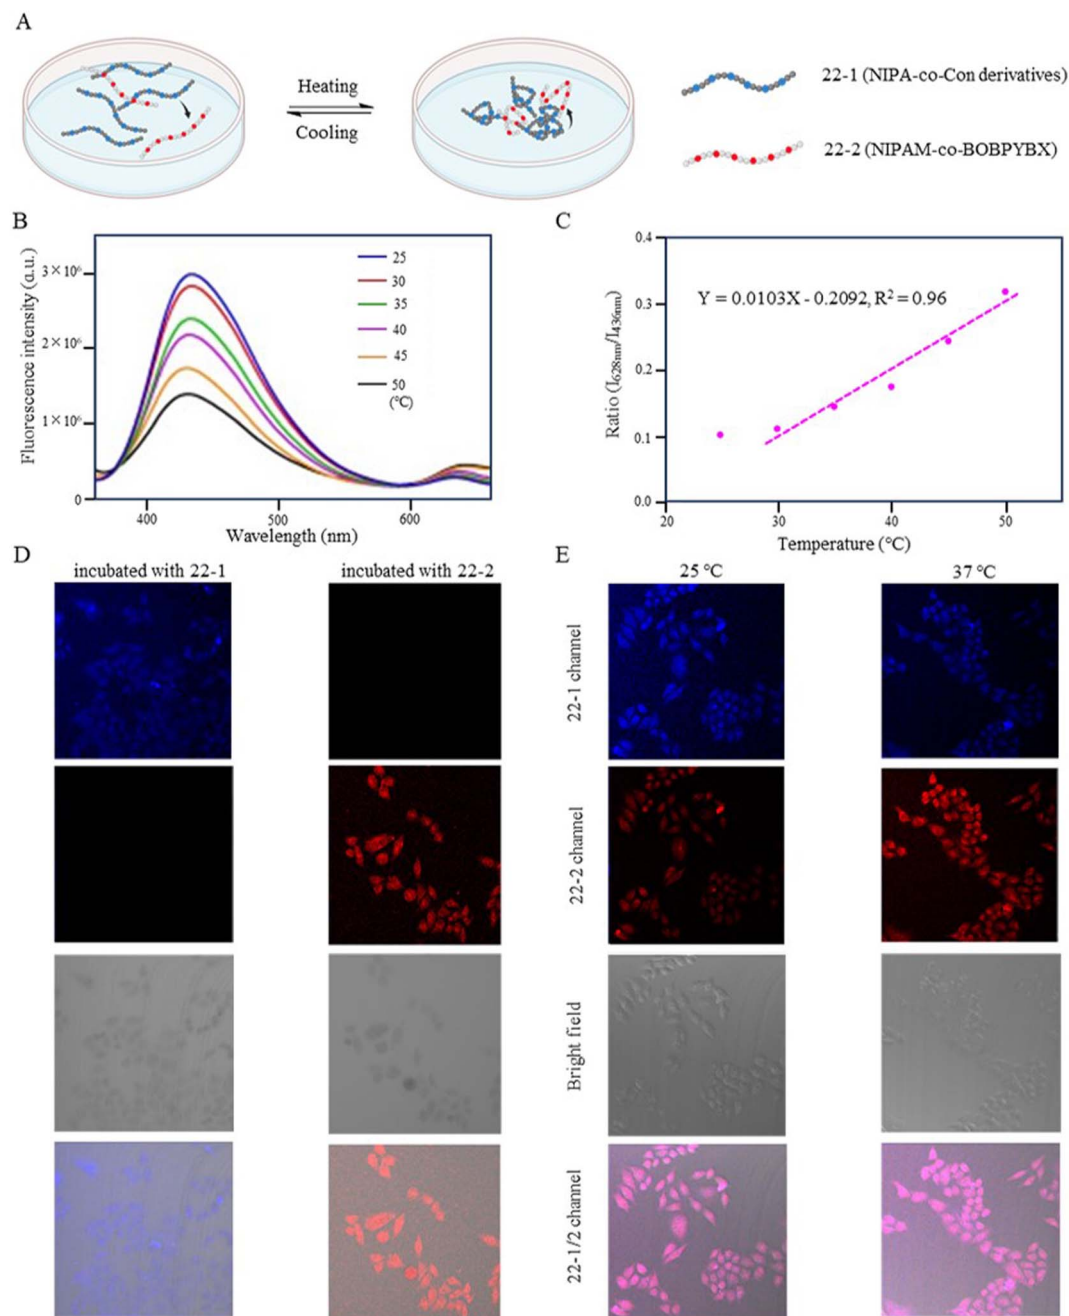 A
Heating
Cooling
22-1 (NIPA-co-Con derivatives)
22-2 (NIPAM-co-BOBPYBX)
B
Fluorescence intensity (a.u.)
3×10⁶
2×10⁶
1×10⁶
0
400
500
600
Wavelength (nm)
25
30
35
40
45
50
(°C)
C
Ratio (I628nm/I436nm)
0.4
0.3
0.2
0.1
0.0
20
30
40
50
Temperature (°C)
Y = 0.0103X - 0.2092, R² = 0.96
D
incubated with 22-1
incubated with 22-2
E
25 °C
37 °C
22-1 channel
22-2 channel
Bright field
22-1/2 channel